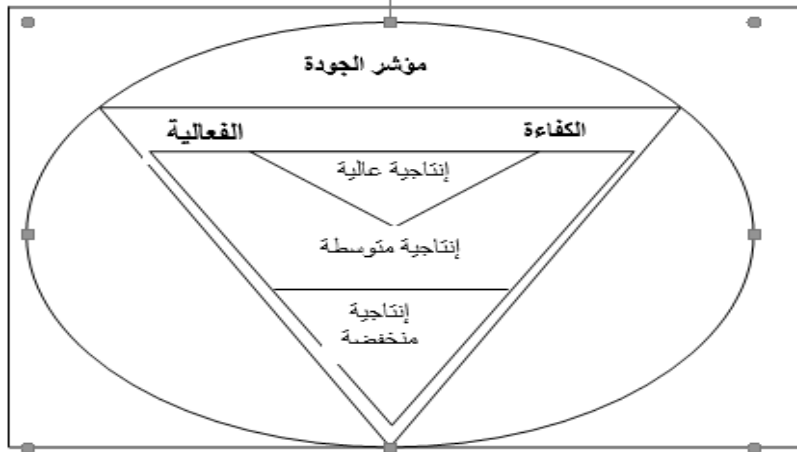 مؤشر الجودة
الكفاءة
الفعالية
إنتاجية عالية
إنتاجية متوسطة
إنتاجية
منخفضة